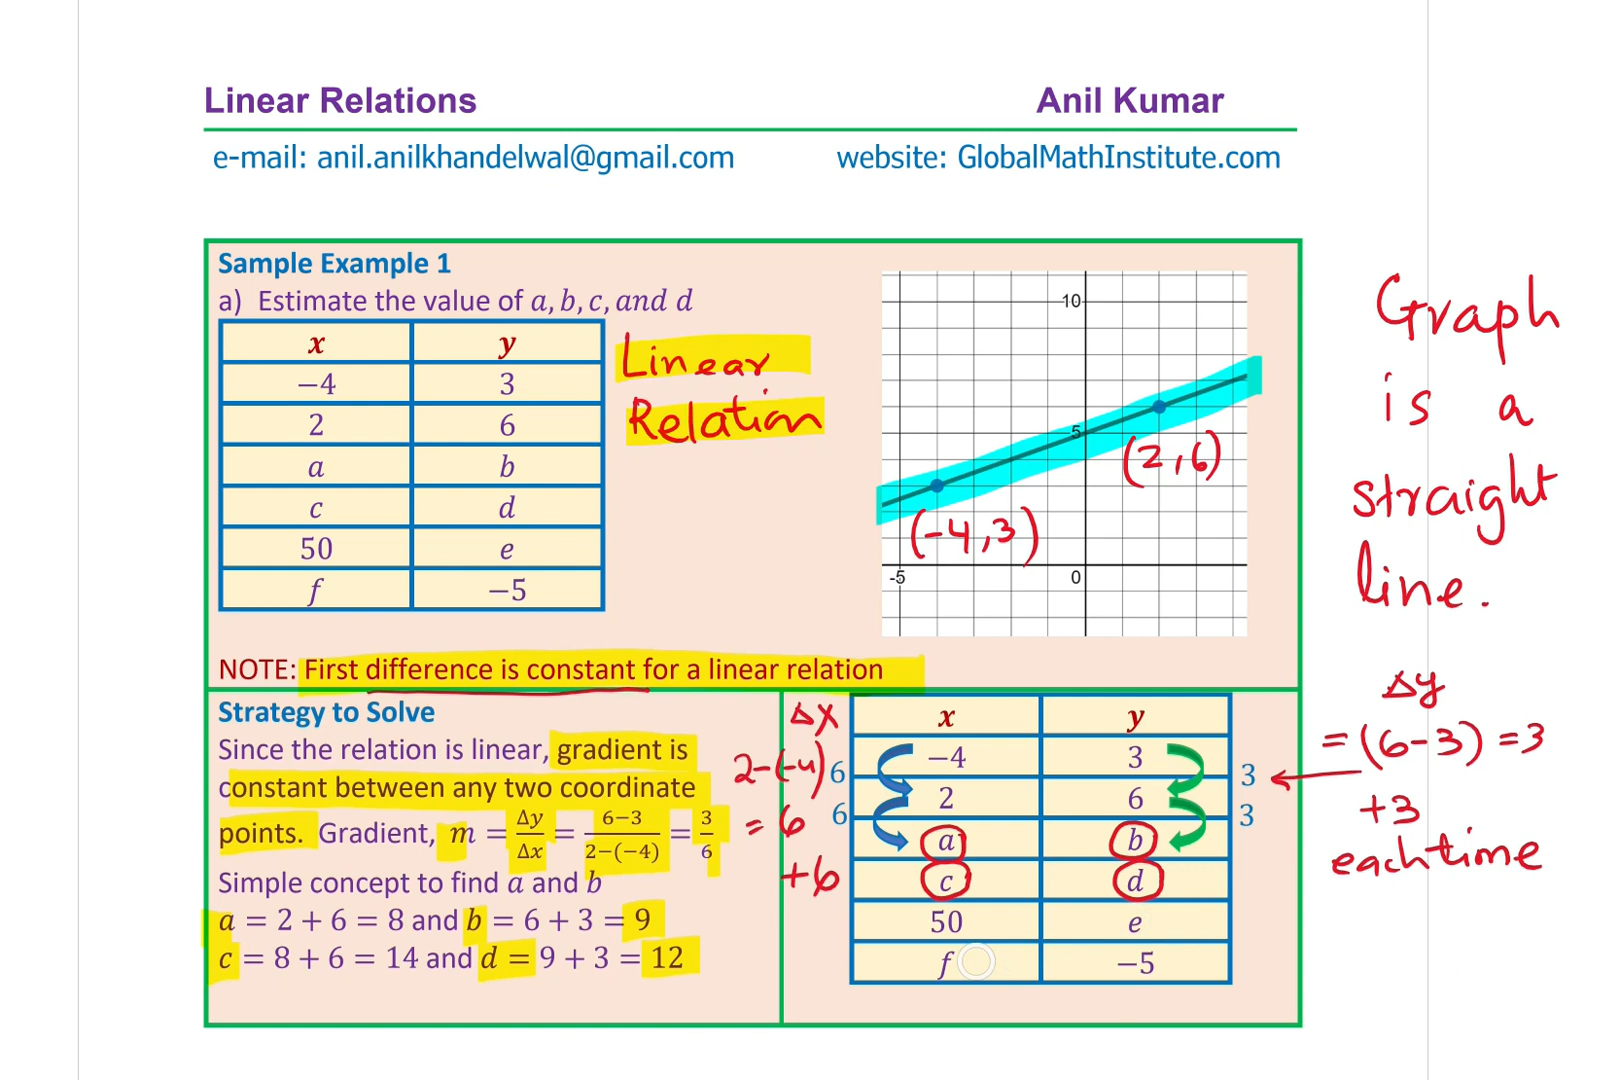 Linear Relations Anil Kumar
e-mail: anil.anilkhandelwal@gmail.com website: GlobalMathInstitute.com
Sample Example 1
a) Estimate the value of a, b, c, and d
x y
−4 3
2 6
a b
c d
50 e
f −5
Linear
Relation
10
5
(2,6)
(-4,3)
-5 0
Graph
is a
straight
line.
NOTE: First difference is constant for a linear relation
Strategy to Solve
Since the relation is linear, gradient is
constant between any two coordinate
points. Gradient, m = Δy/Δx = 6−3/2−(−4) = 3/6
Simple concept to find a and b
a = 2 + 6 = 8 and b = 6 + 3 = 9
c = 8 + 6 = 14 and d = 9 + 3 = 12
Δx
2-(-4)
= 6
+6
6
6
x y
−4 3
2 6
a b
c d
50 e
f −5
3
3
Δy
= (6-3) = 3
+3
each time